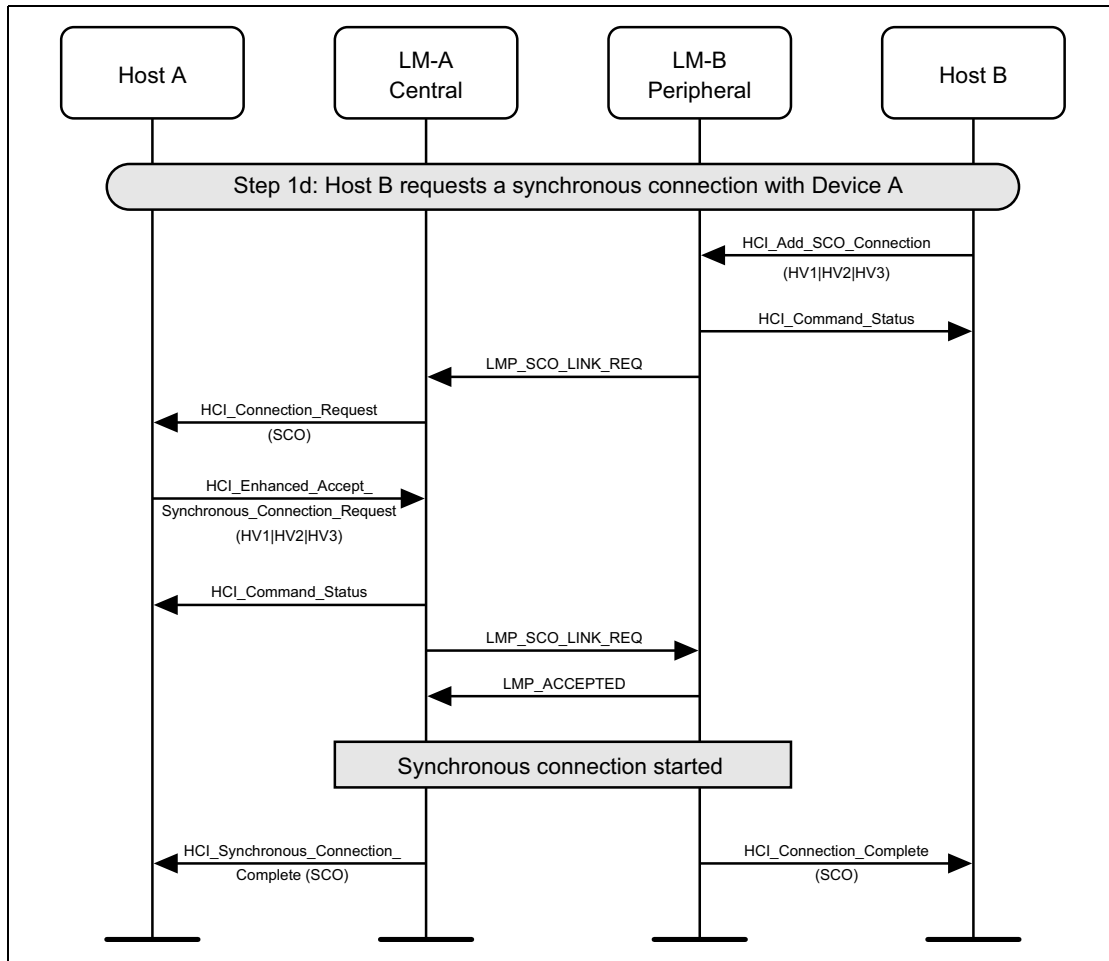 Host A
LM-A
Central
LM-B
Peripheral
Host B
Step 1d: Host B requests a synchronous connection with Device A
HCI_Add_SCO_Connection
(HV1|HV2|HV3)
HCI_Command_Status
LMP_SCO_LINK_REQ
HCI_Connection_Request
(SCO)
HCI_Enhanced_Accept_
Synchronous_Connection_Request
(HV1|HV2|HV3)
HCI_Command_Status
LMP_SCO_LINK_REQ
LMP_ACCEPTED
Synchronous connection started
HCI_Synchronous_Connection_
Complete (SCO)
HCI_Connection_Complete
(SCO)